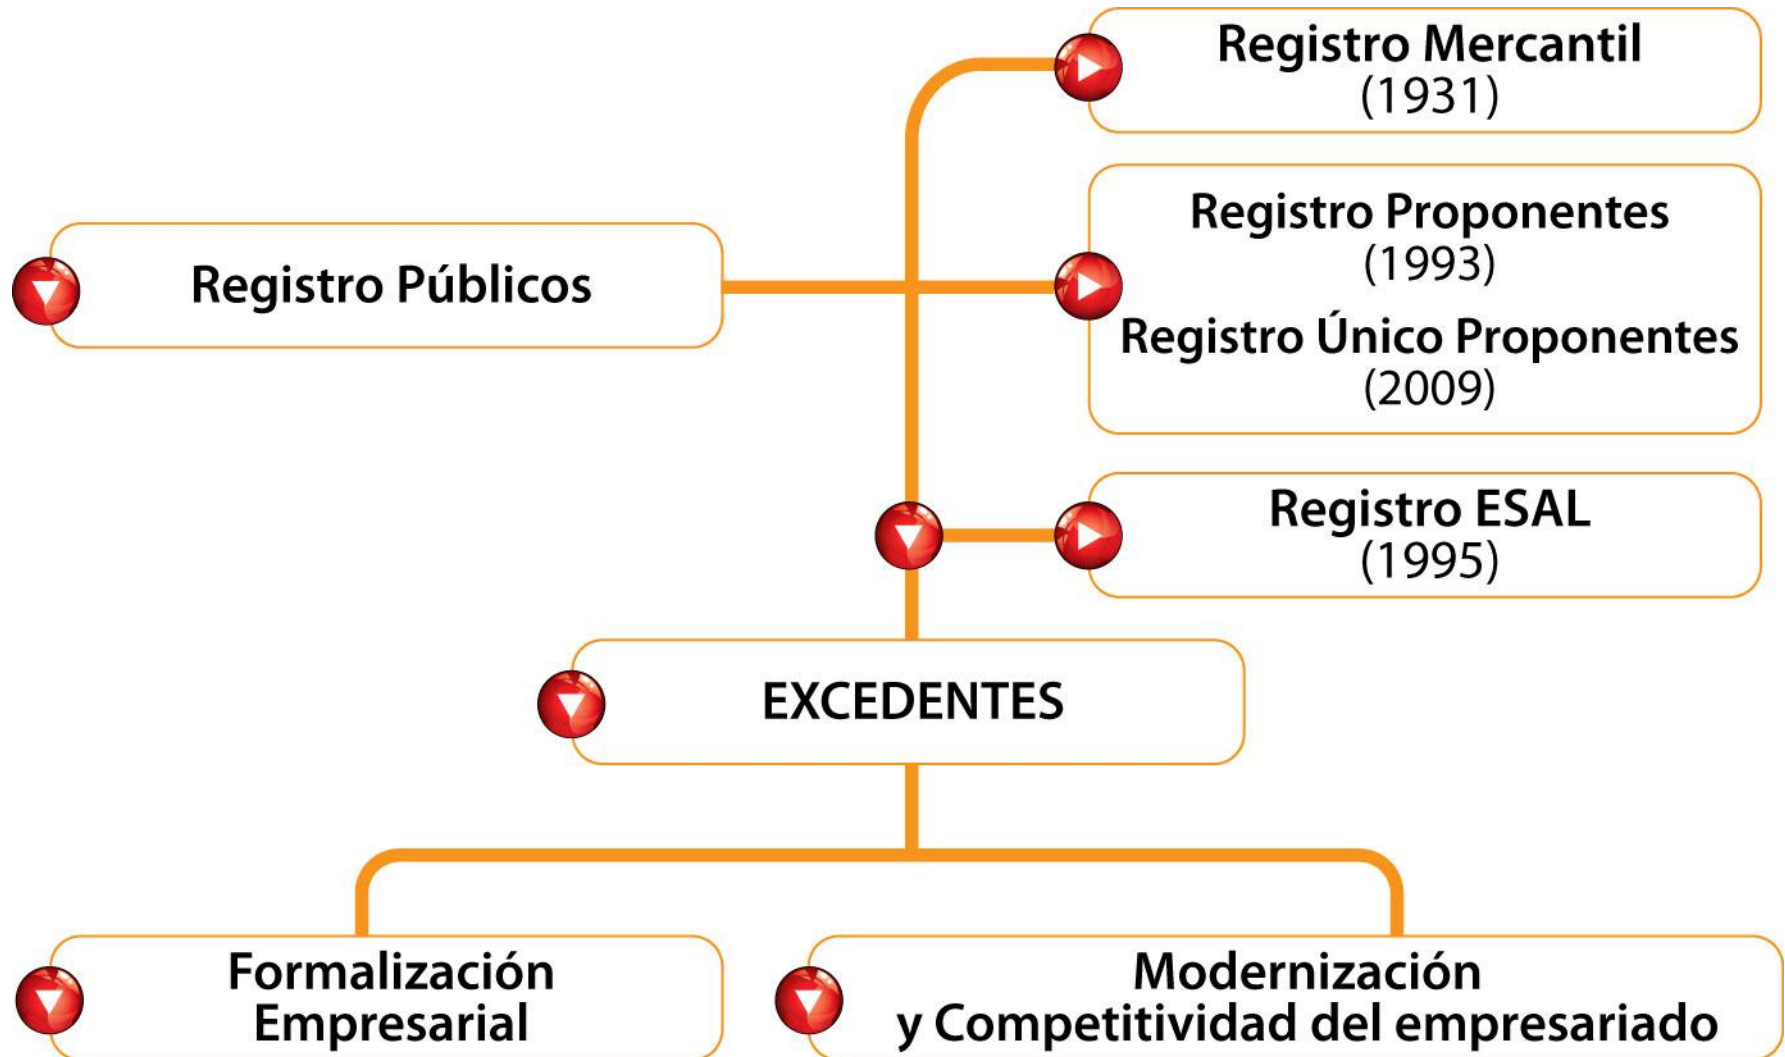 Registro Mercantil
(1931)
Registro Públicos
Registro Proponentes
(1993)
Registro Único Proponentes
(2009)
Registro ESAL
(1995)
EXCEDENTES
Formalización
Empresarial
Modernización
y Competitividad del empresariado